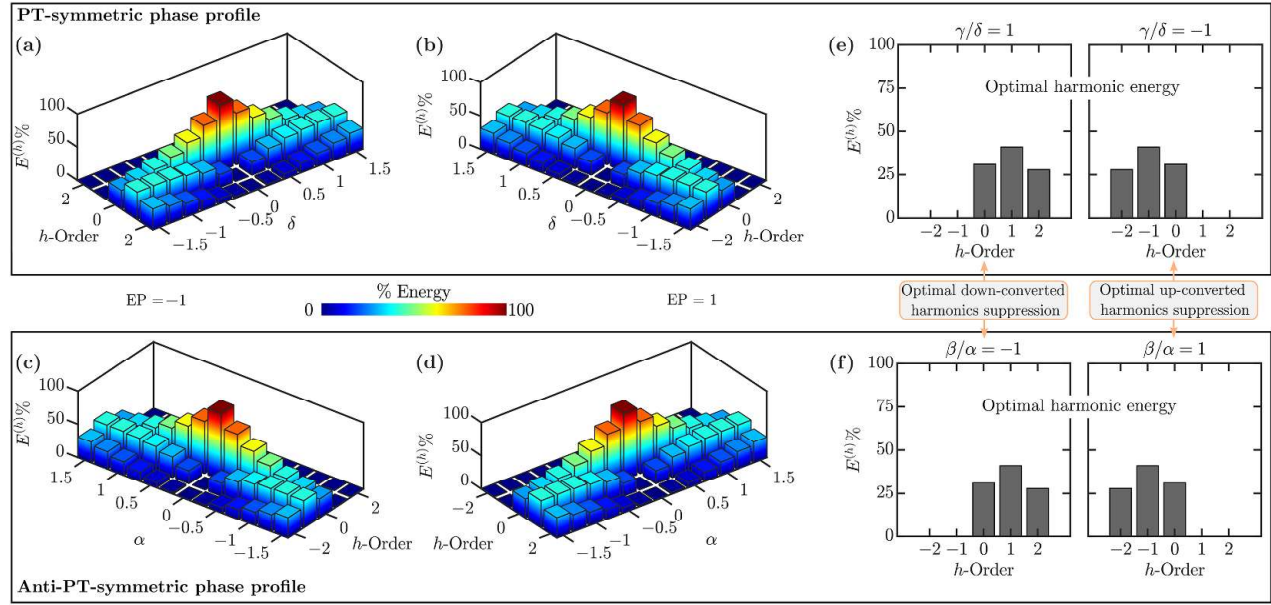 PT-symmetric phase profile
(a)
E^(h)%
100
50
0
2
0
2
h-Order
−1.5
−1
−0.5
0
0.5
1
1.5
δ
(b)
E^(h)%
100
50
0
1.5
1
0.5
0
−0.5
−1
−1.5
δ
−2
0
2
h-Order
(e)
γ/δ = 1
γ/δ = −1
Optimal harmonic energy
E^(h)%
100
75
50
25
0
−2 −1 0 1 2
h-Order
−2 −1 0 1 2
h-Order
EP = −1
% Energy
0
100
EP = 1
Optimal down-converted
harmonics suppression
Optimal up-converted
harmonics suppression
(c)
E^(h)%
100
50
0
1.5
1
0.5
0
−0.5
−1
−1.5
α
−2
0
2
h-Order
(d)
E^(h)%
100
50
0
−2
0
2
h-Order
−1.5
−1
−0.5
0
0.5
1
1.5
α
(f)
β/α = −1
β/α = 1
Optimal harmonic energy
E^(h)%
100
75
50
25
0
−2 −1 0 1 2
h-Order
−2 −1 0 1 2
h-Order
Anti-PT-symmetric phase profile